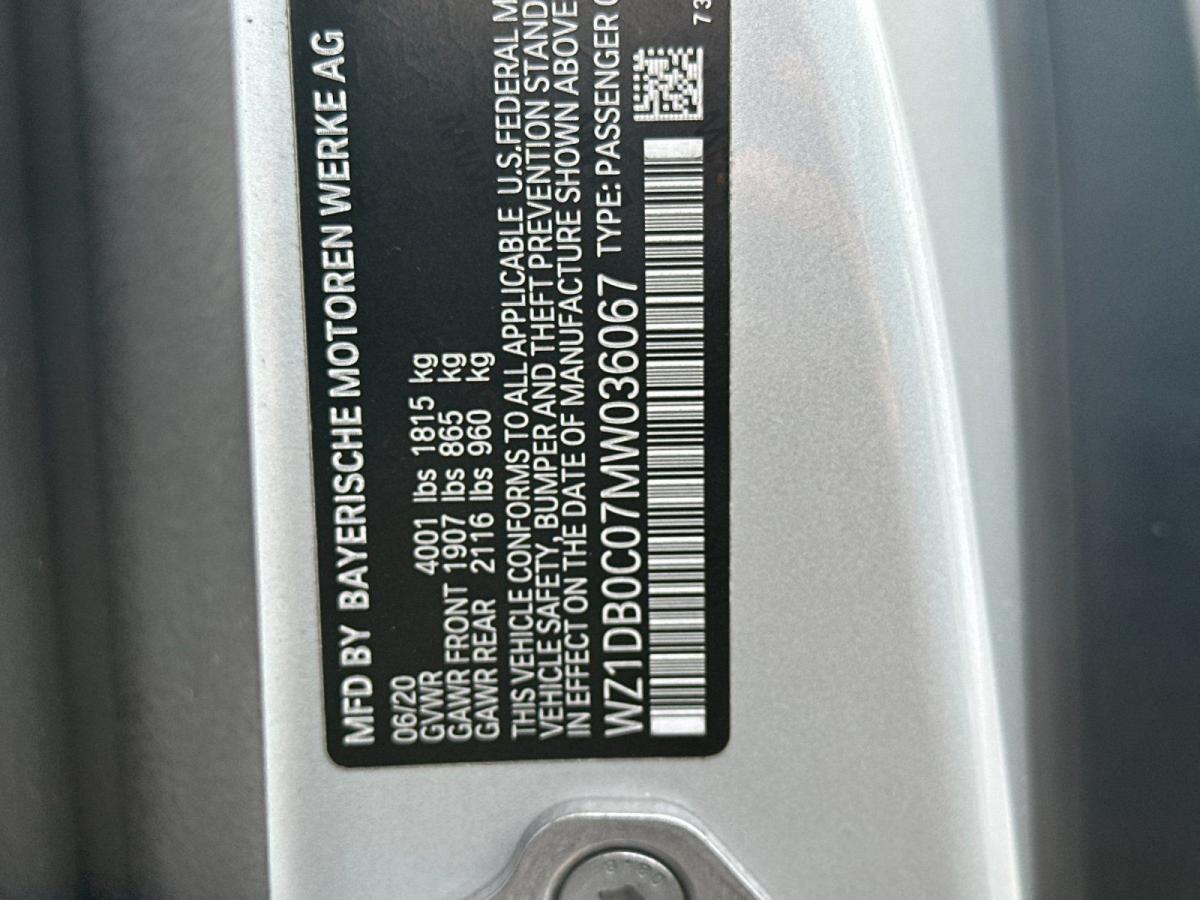 MFD BY BAYERISCHE MOTOREN WERKE AG
06/20
GVWR 4001 lbs 1815 kg
GAWR FRONT 1907 lbs 865 kg
GAWR REAR 2116 lbs 960 kg
THIS VEHICLE CONFORMS TO ALL APPLICABLE U.S.FEDERAL M
VEHICLE SAFETY, BUMPER AND THEFT PREVENTION STAND
IN EFFECT ON THE DATE OF MANUFACTURE SHOWN ABOVE
WZ1DB0C07MW036067 TYPE: PASSENGER
73